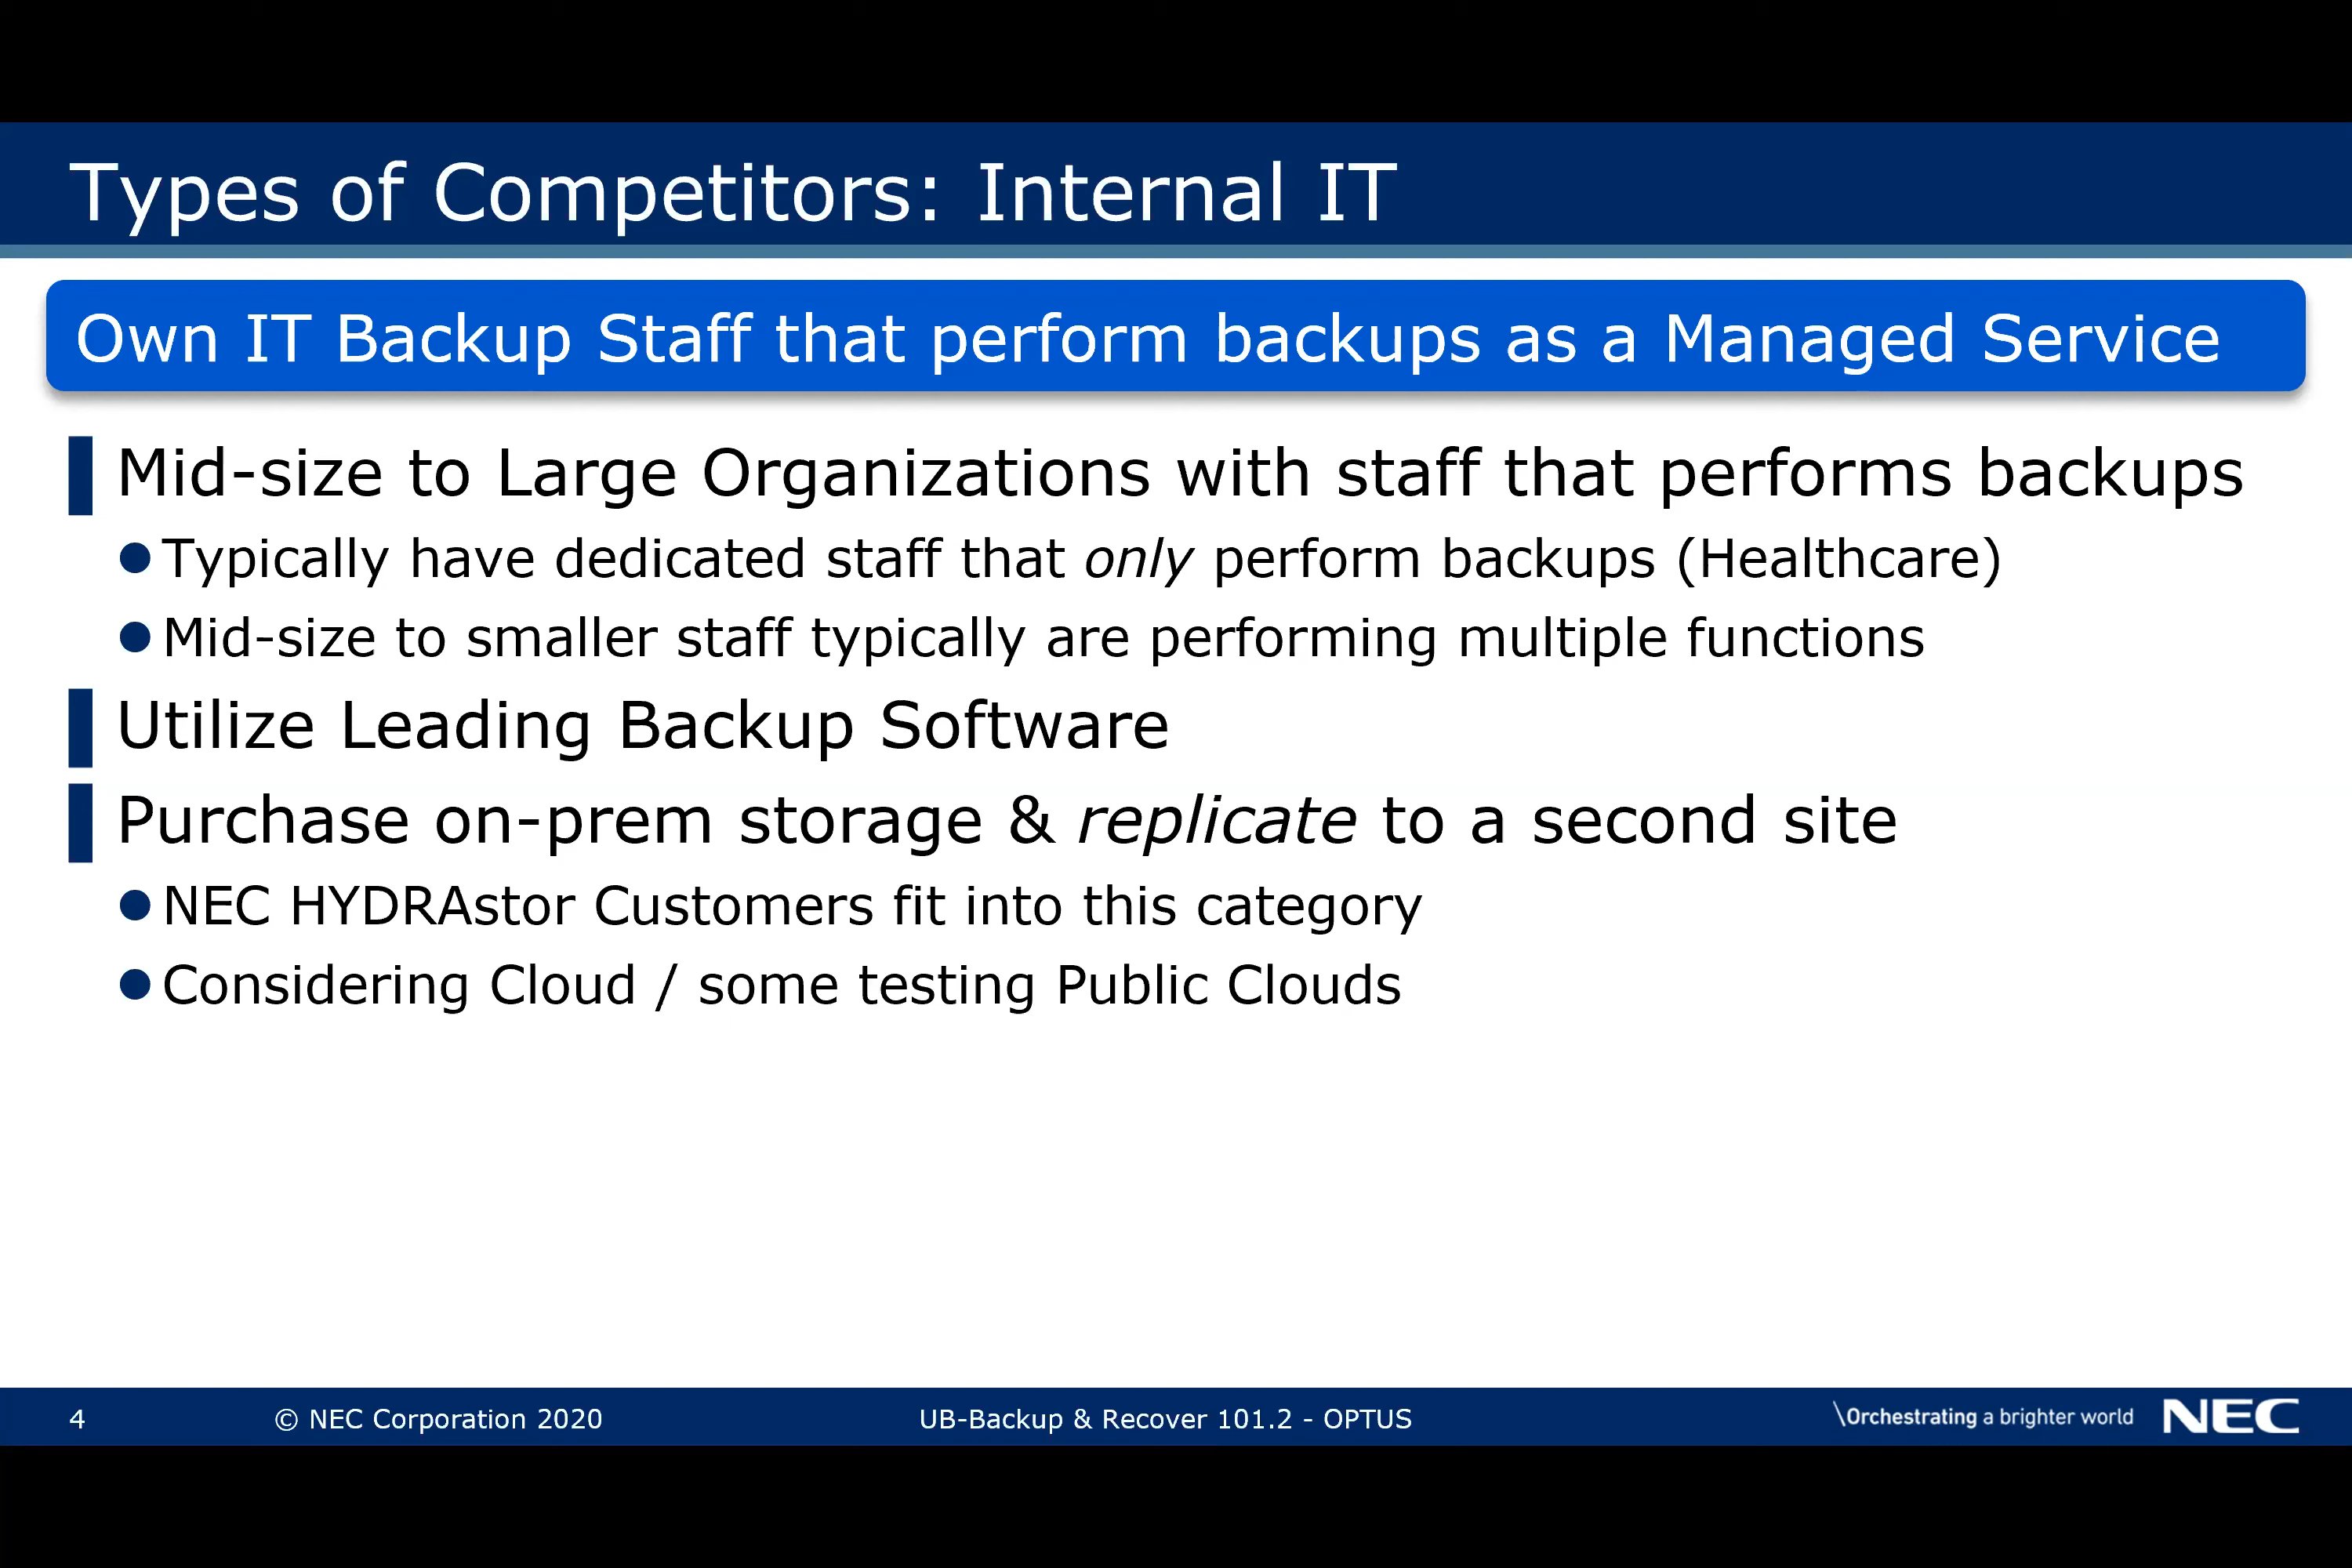 Types of Competitors: Internal IT
Own IT Backup Staff that perform backups as a Managed Service
Mid-size to Large Organizations with staff that performs backups
Typically have dedicated staff that only perform backups (Healthcare)
Mid-size to smaller staff typically are performing multiple functions
Utilize Leading Backup Software
Purchase on-prem storage & replicate to a second site
NEC HYDRAstor Customers fit into this category
Considering Cloud / some testing Public Clouds
4 © NEC Corporation 2020 UB-Backup & Recover 101.2 - OPTUS \Orchestrating a brighter world NEC